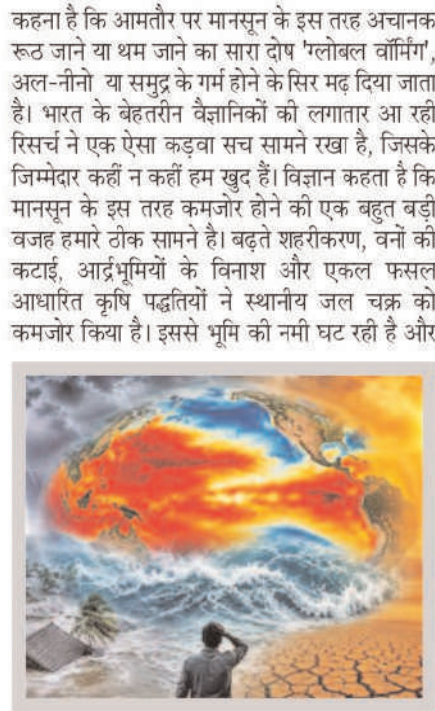 कहना है कि आमतौर पर मानसून के इस तरह अचानक
रूठ जाने या थम जाने का सारा दोष 'ग्लोबल वॉर्मिंग',
अल-नीनो या समुद्र के गर्म होने के सिर मढ़ दिया जाता
है। भारत के बेहतरीन वैज्ञानिकों की लगातार आ रही
रिसर्च ने एक ऐसा कड़वा सच सामने रखा है, जिसके
जिम्मेदार कहीं न कहीं हम खुद हैं। विज्ञान कहता है कि
मानसून के इस तरह कमजोर होने की एक बहुत बड़ी
वजह हमारे ठीक सामने है। बढ़ते शहरीकरण, वनों की
कटाई, आर्द्रभूमियों के विनाश और एकल फसल
आधारित कृषि पद्धतियों ने स्थानीय जल चक्र को
कमजोर किया है। इससे भूमि की नमी घट रही है और